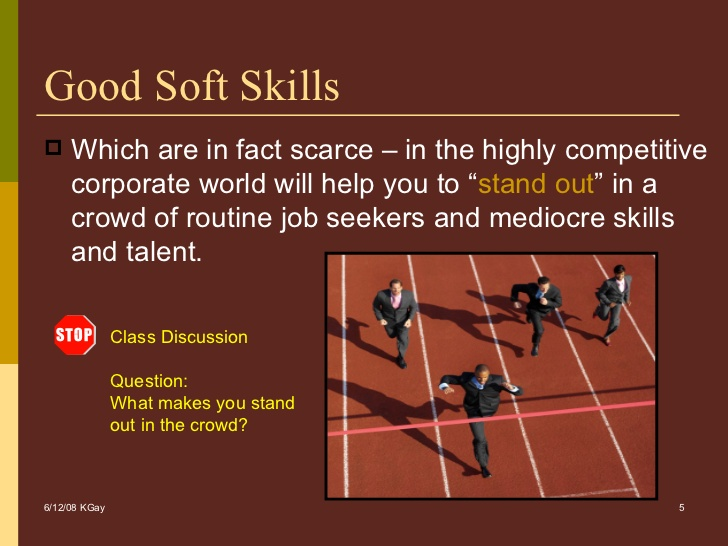 Good Soft Skills
Which are in fact scarce – in the highly competitive
corporate world will help you to “stand out” in a
crowd of routine job seekers and mediocre skills
and talent.
STOP
Class Discussion
Question:
What makes you stand
out in the crowd?
6/12/08 KGay
5